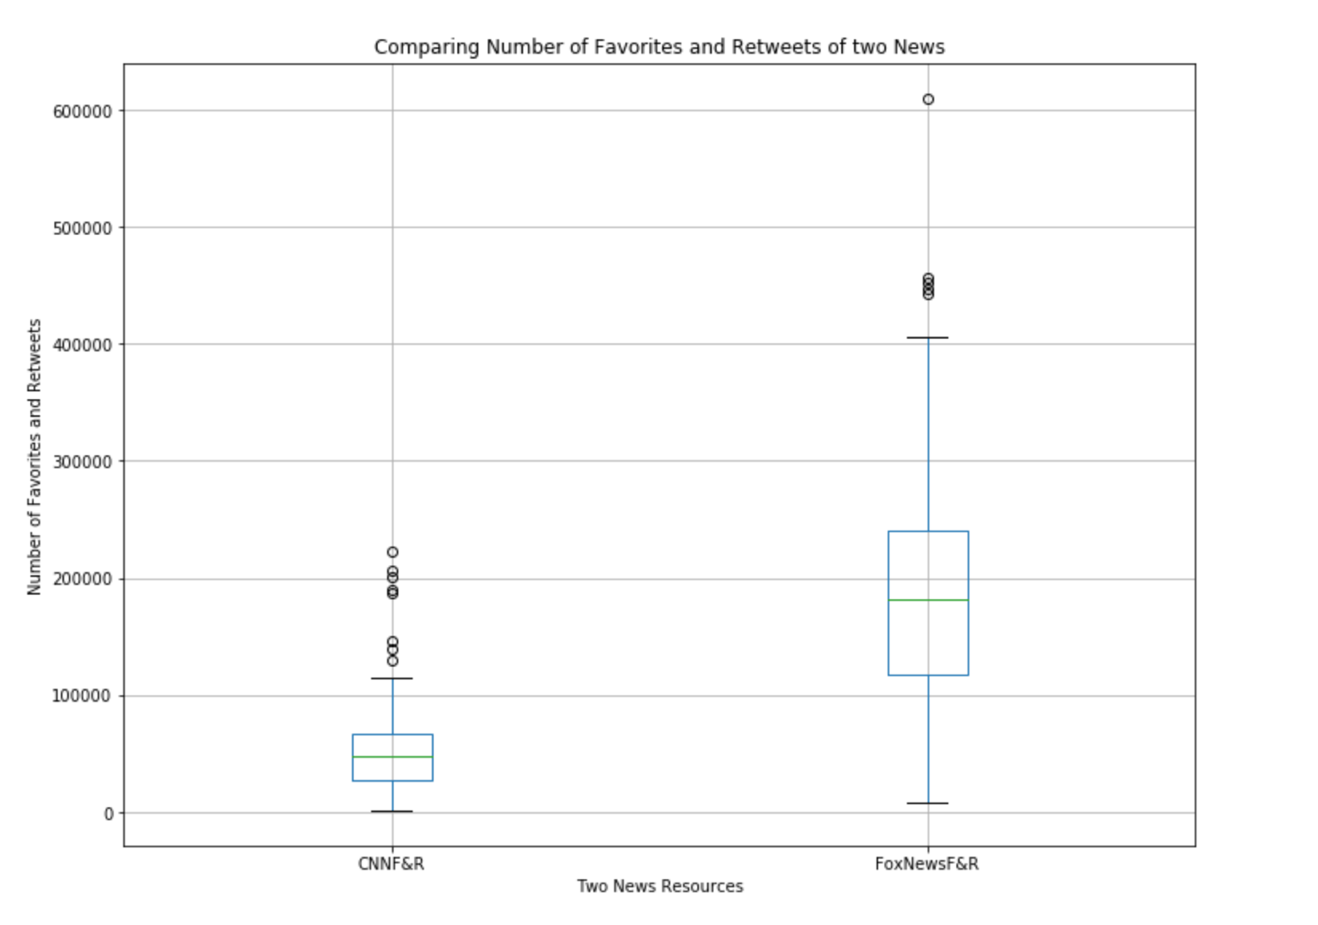 Comparing Number of Favorites and Retweets of two News
600000
500000
400000
300000
200000
100000
0
Number of Favorites and Retweets
CNNF&R
FoxNewsF&R
Two News Resources